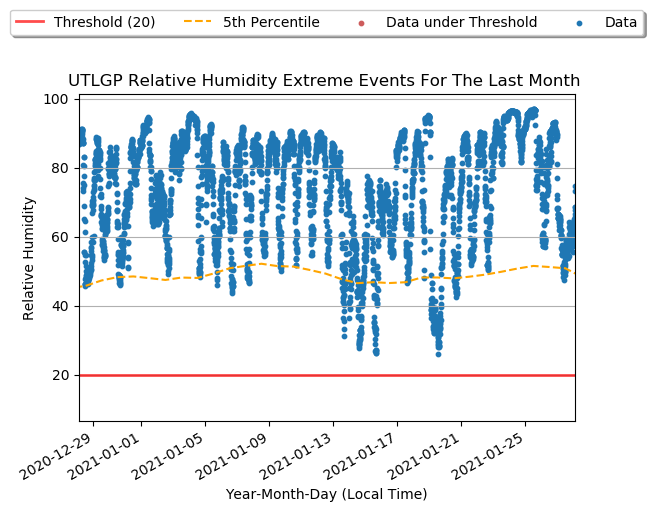 Threshold (20) 5th Percentile Data under Threshold Data
UTLGP Relative Humidity Extreme Events For The Last Month
100
80
60
40
20
Relative Humidity
2020-12-29 2021-01-01 2021-01-05 2021-01-09 2021-01-13 2021-01-17 2021-01-21 2021-01-25
Year-Month-Day (Local Time)